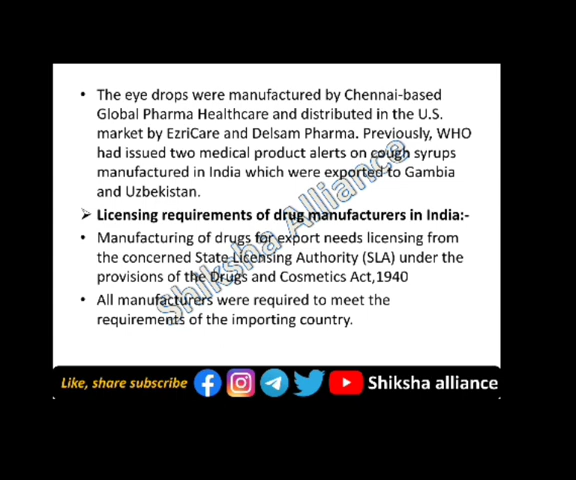 • The eye drops were manufactured by Chennai-based
Global Pharma Healthcare and distributed in the U.S.
market by EzriCare and Delsam Pharma. Previously, WHO
had issued two medical product alerts on cough syrups
manufactured in India which were exported to Gambia
and Uzbekistan.
➢ Licensing requirements of drug manufacturers in India:-
• Manufacturing of drugs for export needs licensing from
the concerned State Licensing Authority (SLA) under the
provisions of the Drugs and Cosmetics Act,1940
• All manufacturers were required to meet the
requirements of the importing country.
Shiksha Alliance
Like, share subscribe Shiksha alliance